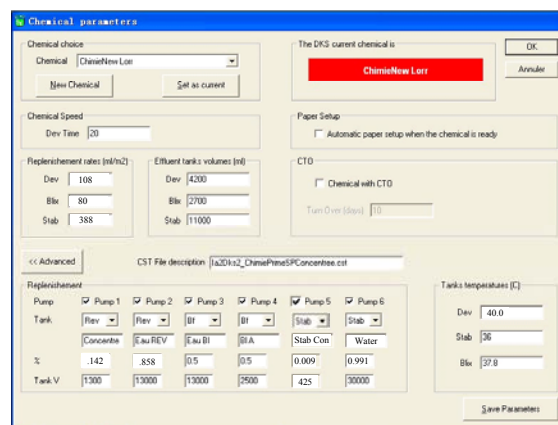 Chemical parameters
Chemical choice
Chemical ChimieNew Lorr
New Chemical Set as current
The DKS current chemical is
ChimieNew Lorr
OK
Annuler
Chemical Speed
Dev Time 20
Paper Setup
Automatic paper setup when the chemical is ready
Replenishement rates (ml/m2)
Dev 108
Blix 80
Stab 388
Effluent tanks volumes (ml)
Dev 4200
Blix 2700
Stab 11000
CTO
Chemical with CTO
Turn Over (days) 10
<< Advanced CST File description 1a2Dks2_ChimiePrimeSPConcentree.cst
Replenishement
Pump Pump 1 Pump 2 Pump 3 Pump 4 Pump 5 Pump 6
Tank Rev Rev Bf Bf Stab Stab
Concentre Eau REV Eau Bl Bl A Stab Con Water
% .142 .858 0.5 0.5 0.009 0.991
Tank V 1300 13000 13000 2500 425 30000
Tanks temperatures (C)
Dev 40.0
Stab 36
Blix 37.8
Save Parameters